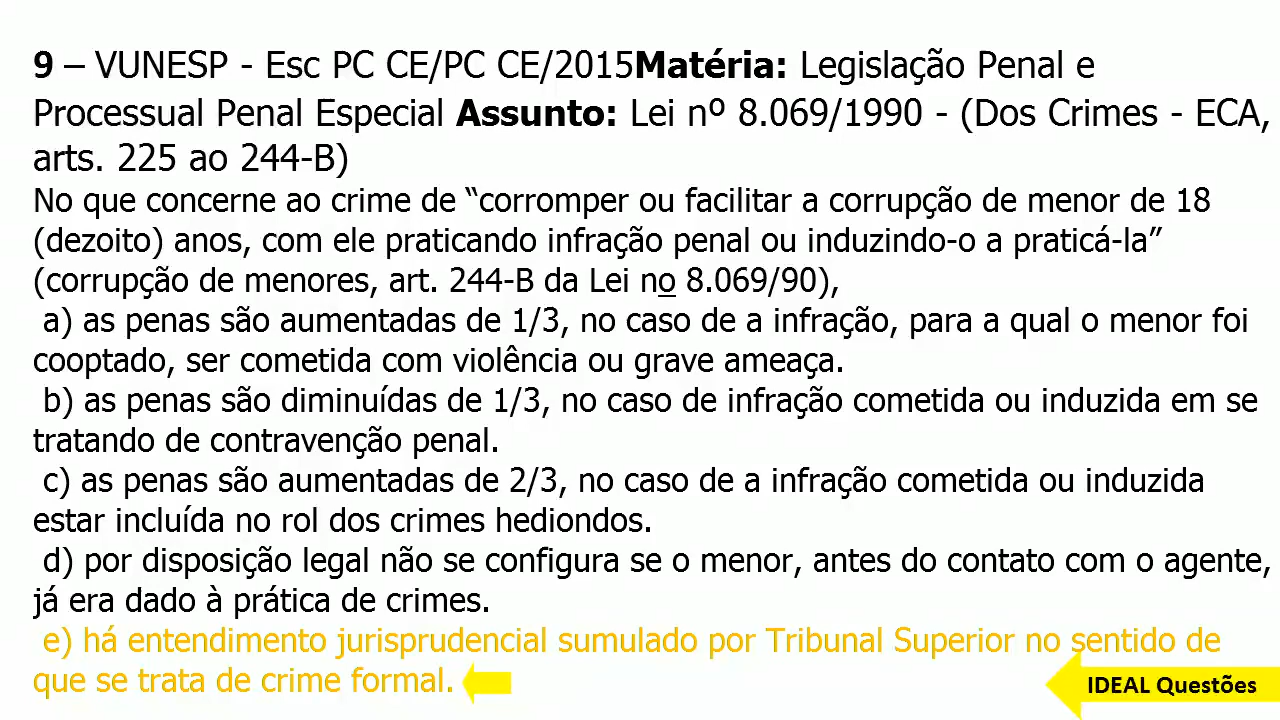 9 – VUNESP - Esc PC CE/PC CE/2015Matéria: Legislação Penal e
Processual Penal Especial Assunto: Lei nº 8.069/1990 - (Dos Crimes - ECA,
arts. 225 ao 244-B)
No que concerne ao crime de “corromper ou facilitar a corrupção de menor de 18
(dezoito) anos, com ele praticando infração penal ou induzindo-o a praticá-la”
(corrupção de menores, art. 244-B da Lei no 8.069/90),
a) as penas são aumentadas de 1/3, no caso de a infração, para a qual o menor foi
cooptado, ser cometida com violência ou grave ameaça.
b) as penas são diminuídas de 1/3, no caso de infração cometida ou induzida em se
tratando de contravenção penal.
c) as penas são aumentadas de 2/3, no caso de a infração cometida ou induzida
estar incluída no rol dos crimes hediondos.
d) por disposição legal não se configura se o menor, antes do contato com o agente,
já era dado à prática de crimes.
e) há entendimento jurisprudencial sumulado por Tribunal Superior no sentido de
que se trata de crime formal.
IDEAL Questões